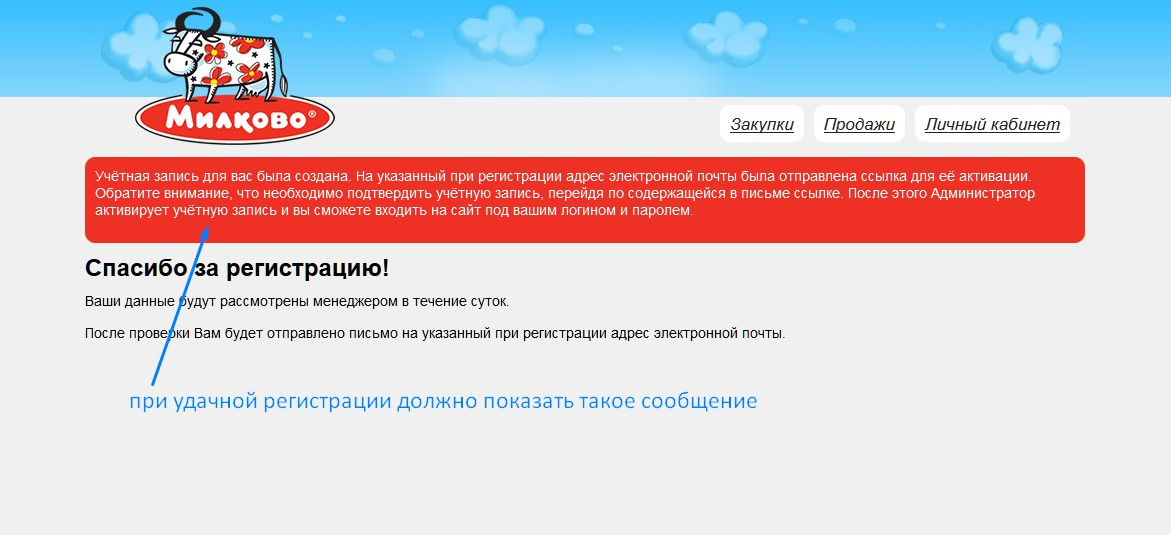 Милково®
Закупки Продажи Личный кабинет
Учётная запись для вас была создана. На указанный при регистрации адрес электронной почты была отправлена ссылка для её активации.
Обратите внимание, что необходимо подтвердить учётную запись, перейдя по содержащейся в письме ссылке. После этого Администратор
активирует учётную запись и вы сможете входить на сайт под вашим логином и паролем.
Спасибо за регистрацию!
Ваши данные будут рассмотрены менеджером в течение суток.
После проверки Вам будет отправлено письмо на указанный при регистрации адрес электронной почты.
при удачной регистрации должно показать такое сообщение